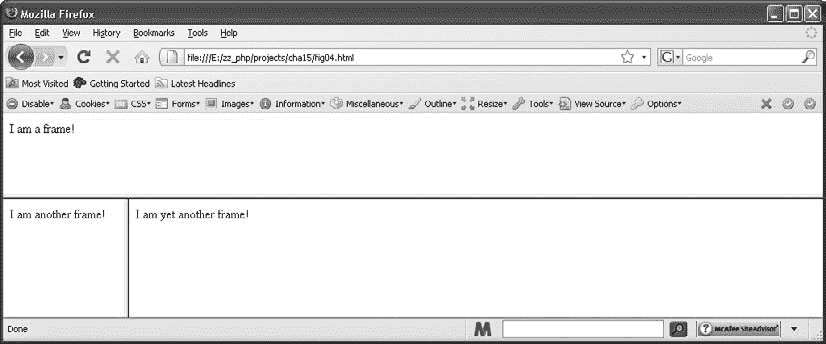 Mozilla Firefox
File Edit View History Bookmarks Tools Help
file:///E:/zz_php/projects/cha15/fig04.html
Google
Most Visited Getting Started Latest Headlines
Disable Cookies CSS Forms Images Information Miscellaneous Outline Resize Tools View Source Options
I am a frame!
I am another frame!
I am yet another frame!
Done
McAfee SiteAdvisor